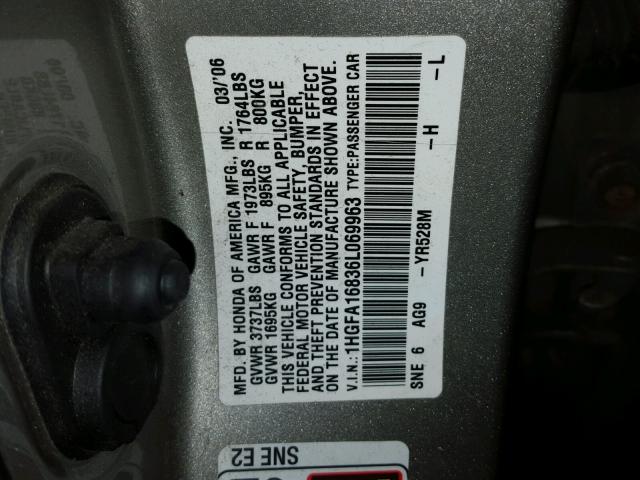 MFD. BY HONDA OF AMERICA MFG., INC. 03/'06
GVWR 3737LBS GAWR F 1973LBS R 1764LBS
GVWR 1695KG GAWR F 895KG R 800KG
THIS VEHICLE CONFORMS TO ALL APPLICABLE
FEDERAL MOTOR VEHICLE SAFETY, BUMPER,
AND THEFT PREVENTION STANDARDS IN EFFECT
ON THE DATE OF MANUFACTURE SHOWN ABOVE.
V.I.N.: 1HGFA16836L069963 TYPE:PASSENGER CAR
SNE 6 AG9 -YR528M -H -L
SNE E2